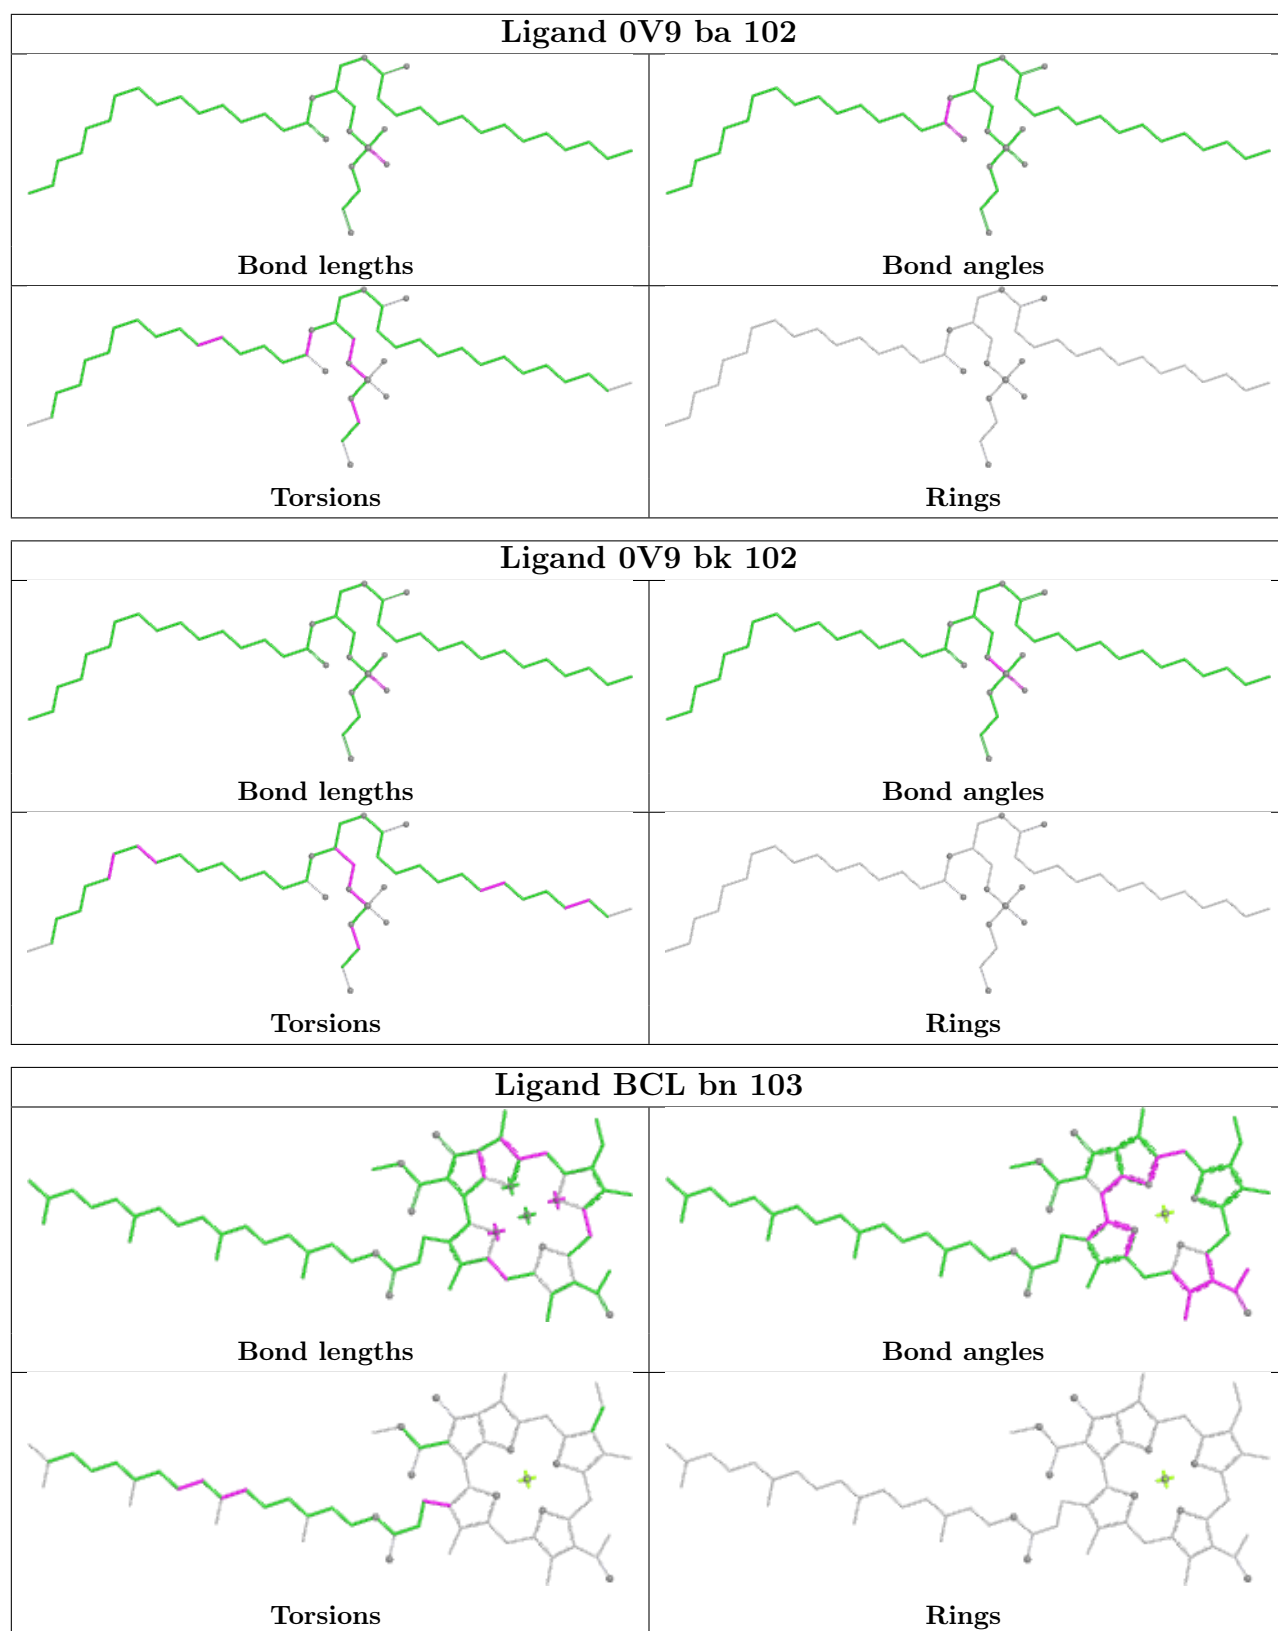 Ligand 0V9 ba 102
Bond lengths
Bond angles
Torsions
Rings
Ligand 0V9 bk 102
Bond lengths
Bond angles
Torsions
Rings
Ligand BCL bn 103
Bond lengths
Bond angles
Torsions
Rings